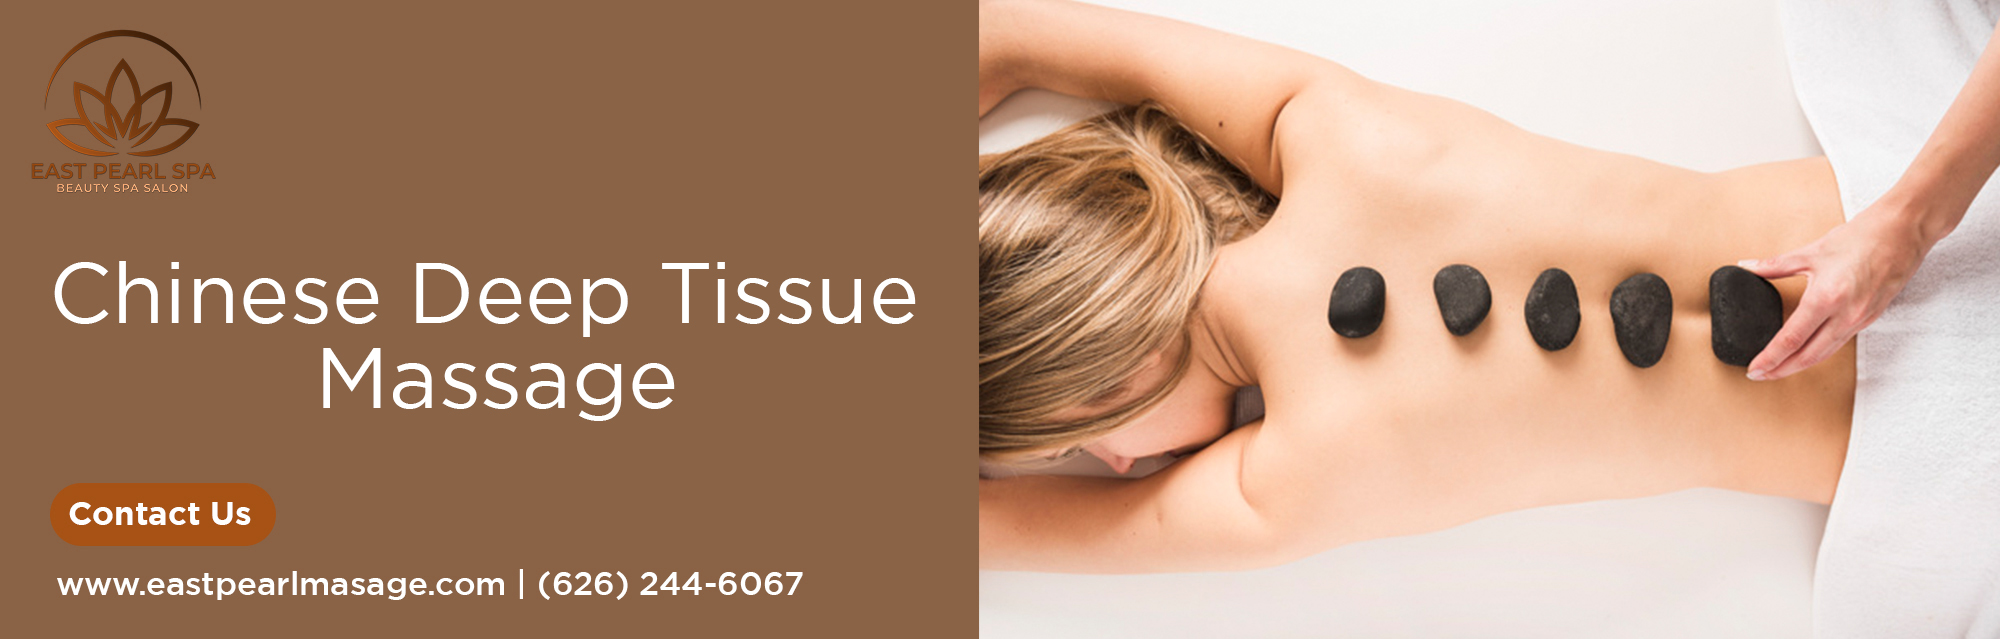 EAST PEARL SPA
BEAUTY SPA SALON
Chinese Deep Tissue
Massage
Contact Us
www.eastpearlmasage.com | (626) 244-6067